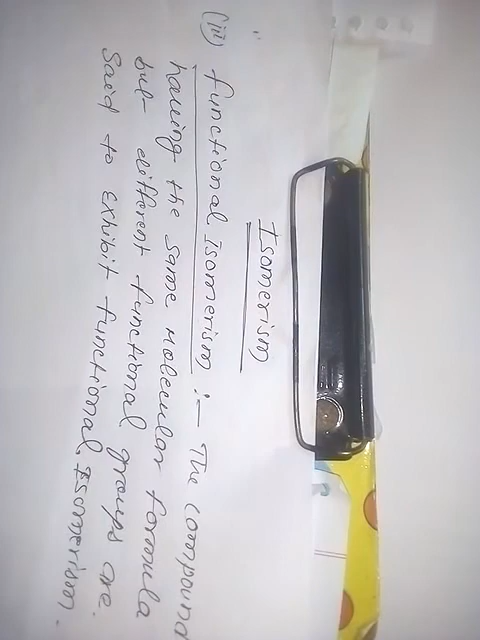 Isomerism
(iii) functional Isomerism :- The compound
having the same molecular formula
but different functional groups are
said to exhibit functional Isomerism.